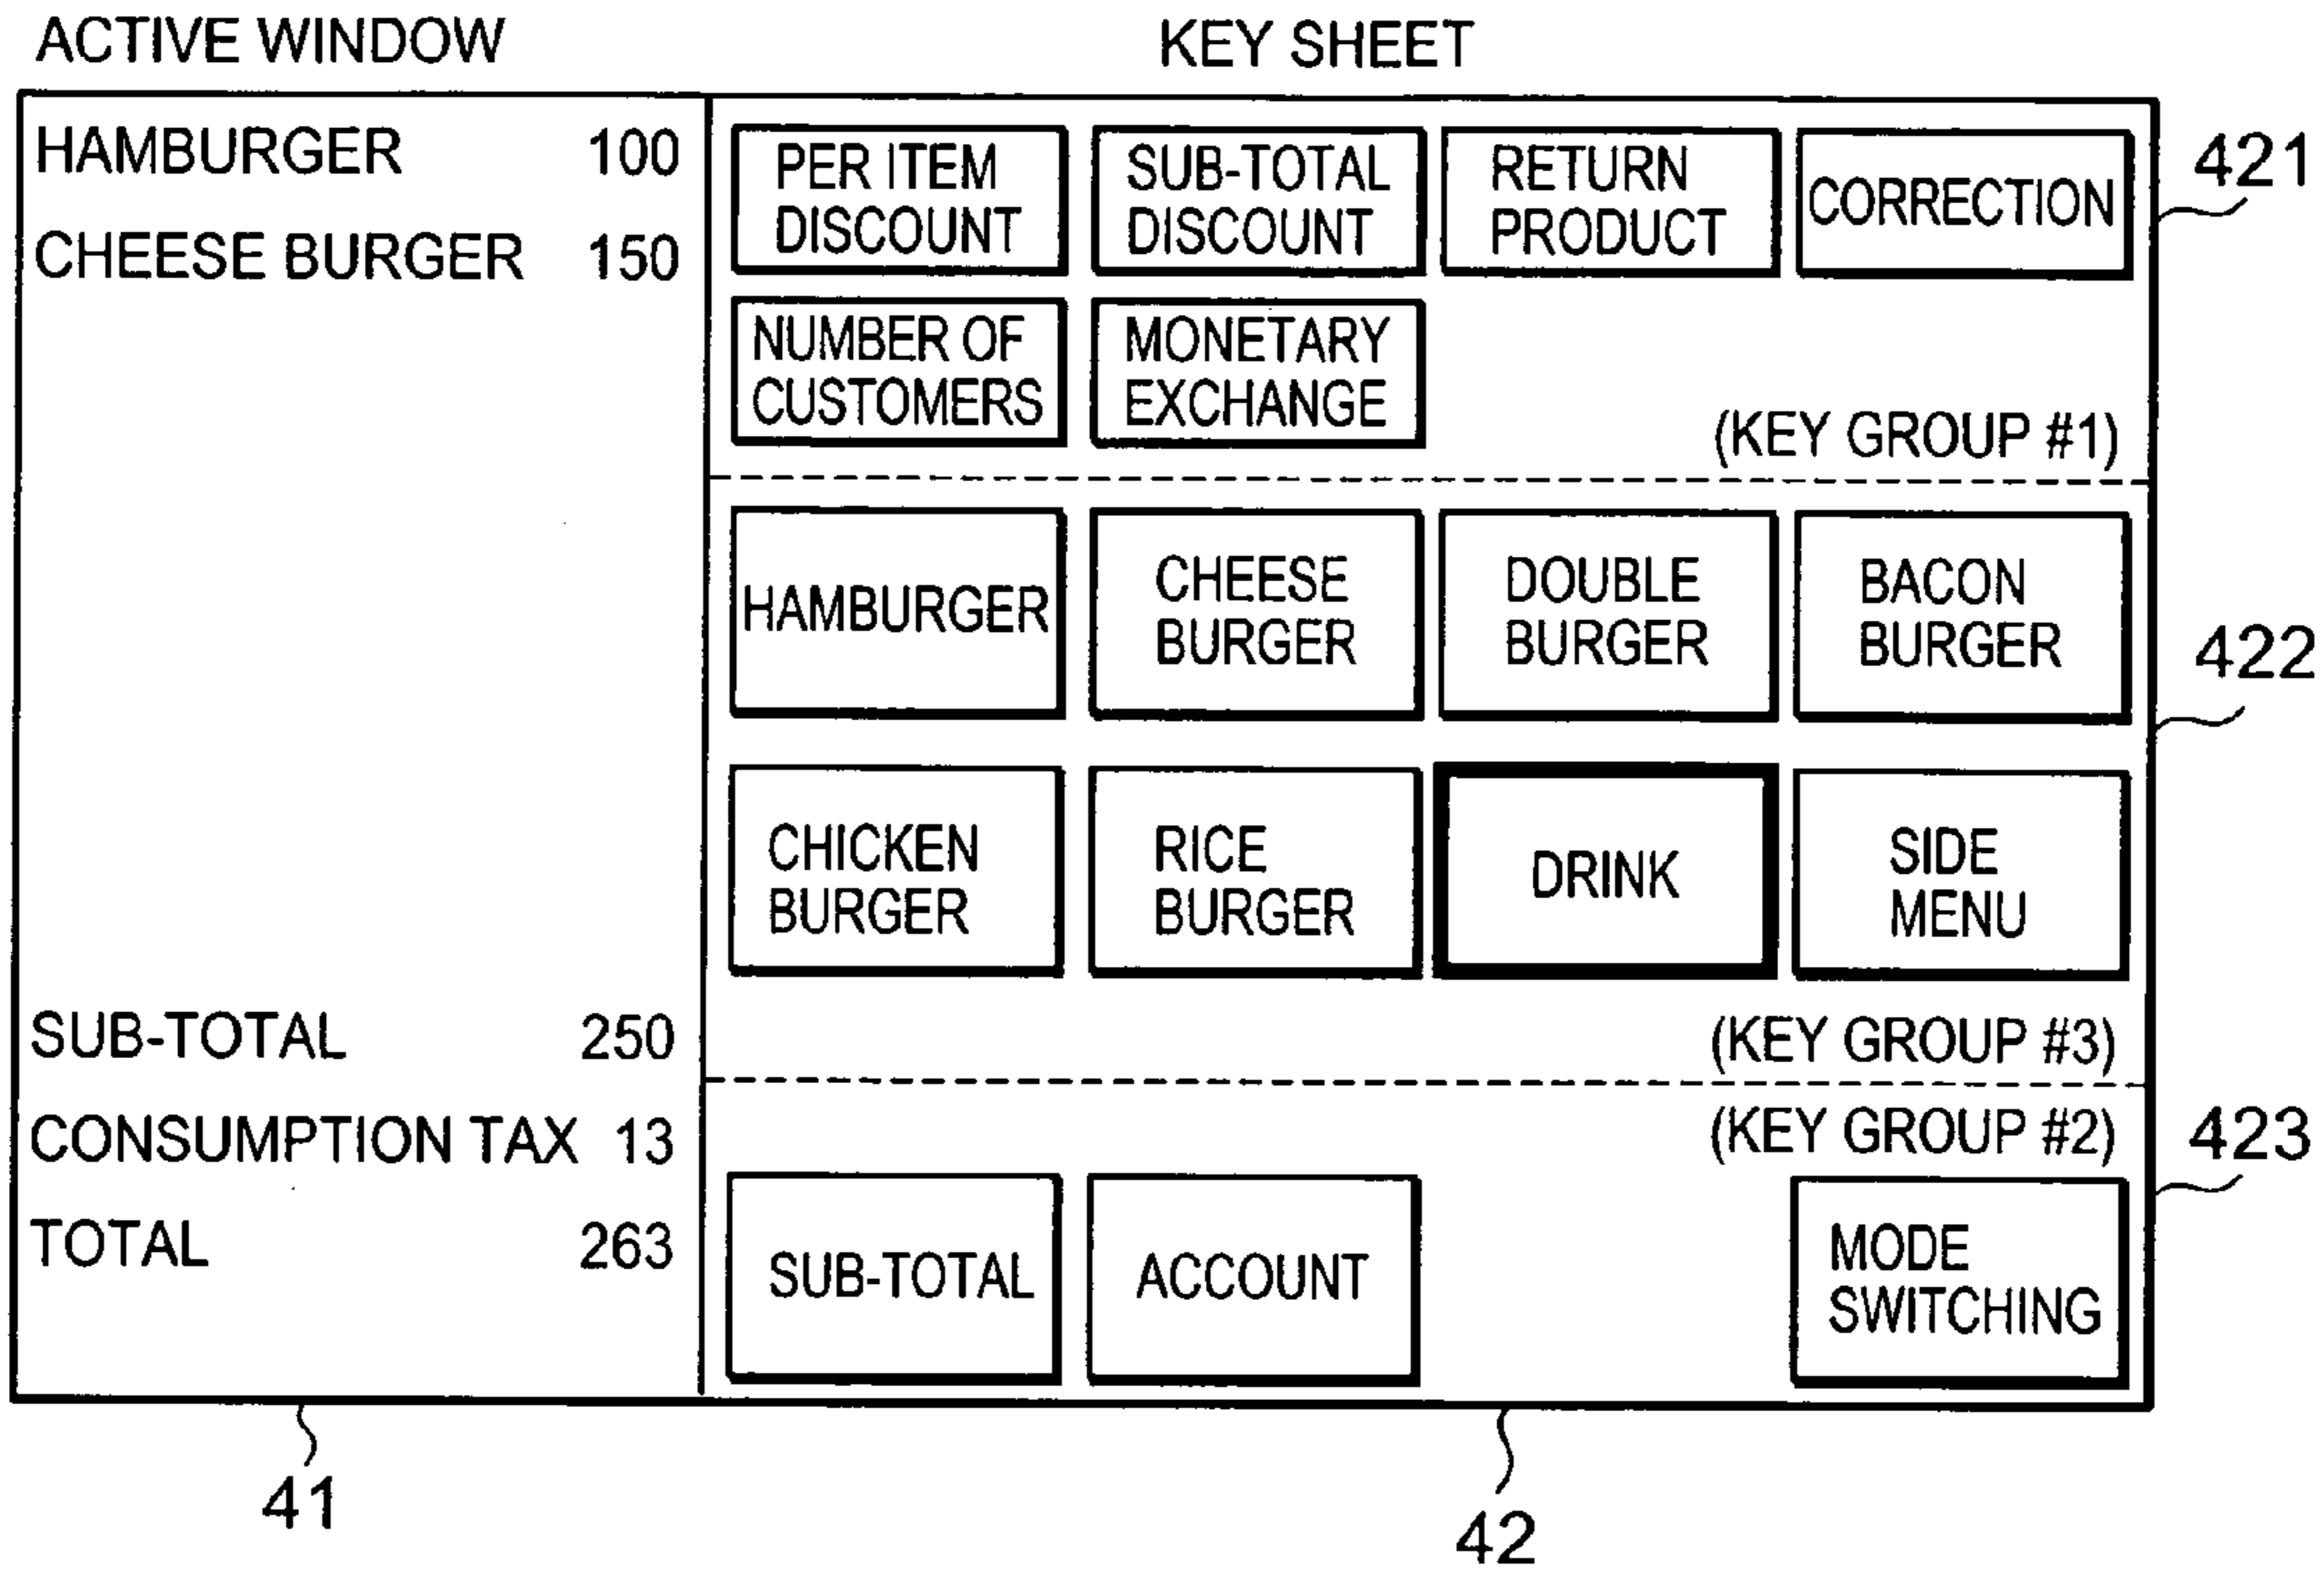 ACTIVE WINDOW
KEY SHEET
HAMBURGER 100
CHEESE BURGER 150
SUB-TOTAL 250
CONSUMPTION TAX 13
TOTAL 263
PER ITEM
DISCOUNT
SUB-TOTAL
DISCOUNT
RETURN
PRODUCT
CORRECTION
NUMBER OF
CUSTOMERS
MONETARY
EXCHANGE
(KEY GROUP #1)
HAMBURGER
CHEESE
BURGER
DOUBLE
BURGER
BACON
BURGER
CHICKEN
BURGER
RICE
BURGER
DRINK
SIDE
MENU
(KEY GROUP #3)
(KEY GROUP #2)
SUB-TOTAL
ACCOUNT
MODE
SWITCHING
421
422
423
41
42